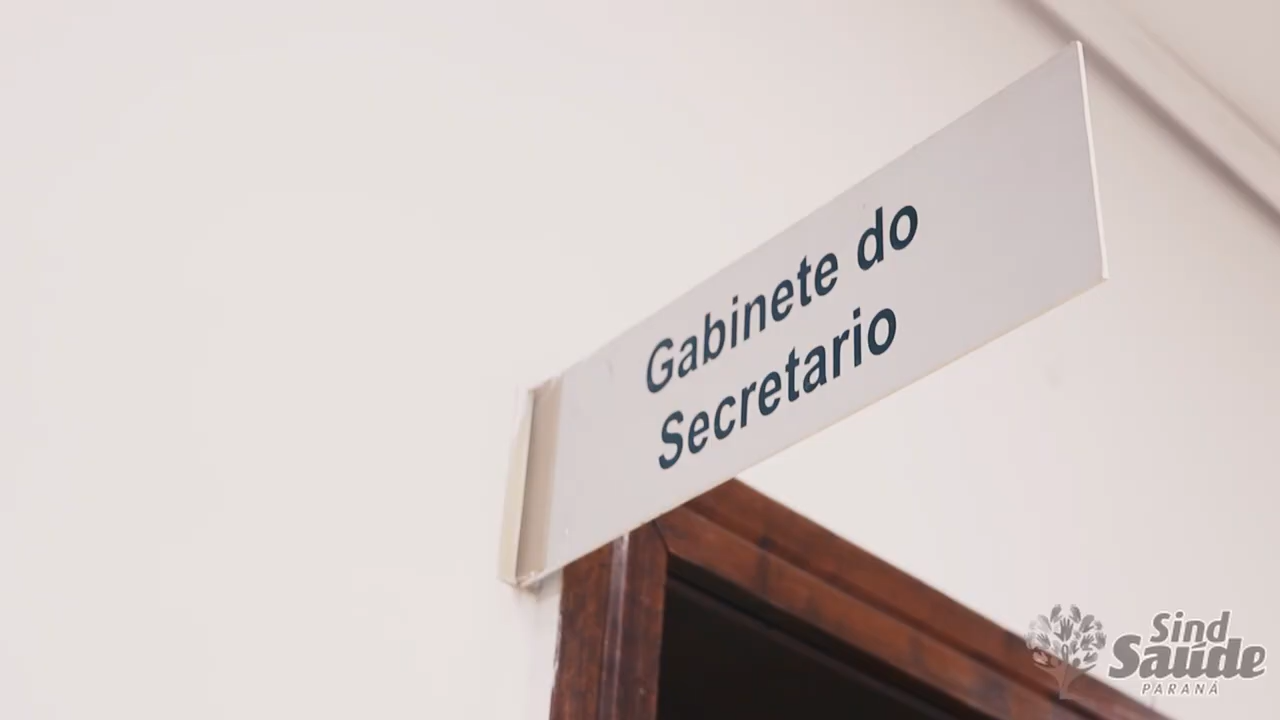 Gabinete do
Secretario
Sind
Saúde
PARANÁ